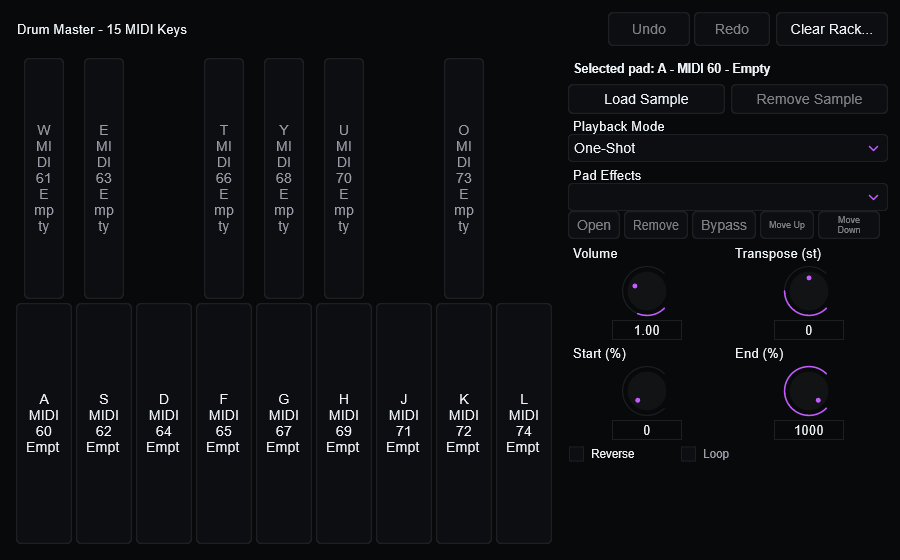 Drum Master - 15 MIDI Keys
Undo
Redo
Clear Rack...
W
MI
DI
61
E
mp
ty
E
MI
DI
63
E
mp
ty
T
MI
DI
66
E
mp
ty
Y
MI
DI
68
E
mp
ty
U
MI
DI
70
E
mp
ty
O
MI
DI
73
E
mp
ty
A
MIDI
60
Empt
S
MIDI
62
Empt
D
MIDI
64
Empt
F
MIDI
65
Empt
G
MIDI
67
Empt
H
MIDI
69
Empt
J
MIDI
71
Empt
K
MIDI
72
Empt
L
MIDI
74
Empt
Selected pad: A - MIDI 60 - Empty
Load Sample
Remove Sample
Playback Mode
One-Shot
Pad Effects
Open
Remove
Bypass
Move Up
Move
Down
Volume
Transpose (st)
1.00
0
Start (%)
End (%)
0
1000
Reverse
Loop